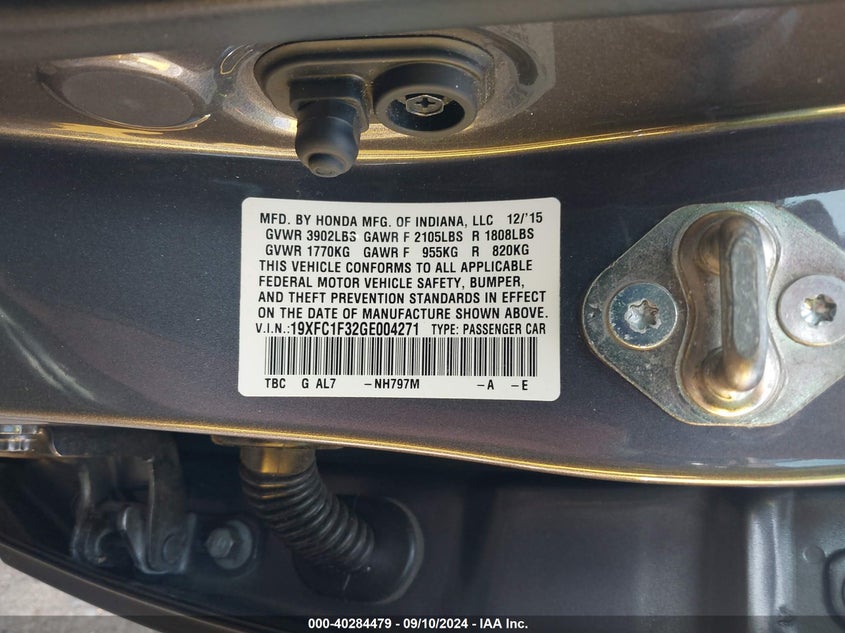 MFD. BY HONDA MFG. OF INDIANA, LLC 12/'15
GVWR 3902LBS GAWR F 2105LBS R 1808LBS
GVWR 1770KG GAWR F 955KG R 820KG
THIS VEHICLE CONFORMS TO ALL APPLICABLE
FEDERAL MOTOR VEHICLE SAFETY, BUMPER,
AND THEFT PREVENTION STANDARDS IN EFFECT
ON THE DATE OF MANUFACTURE SHOWN ABOVE.
V.I.N.:19XFC1F32GE004271 TYPE: PASSENGER CAR
TBC G AL7 -NH797M -A -E
000-40284479 - 09/10/2024 - IAA Inc.